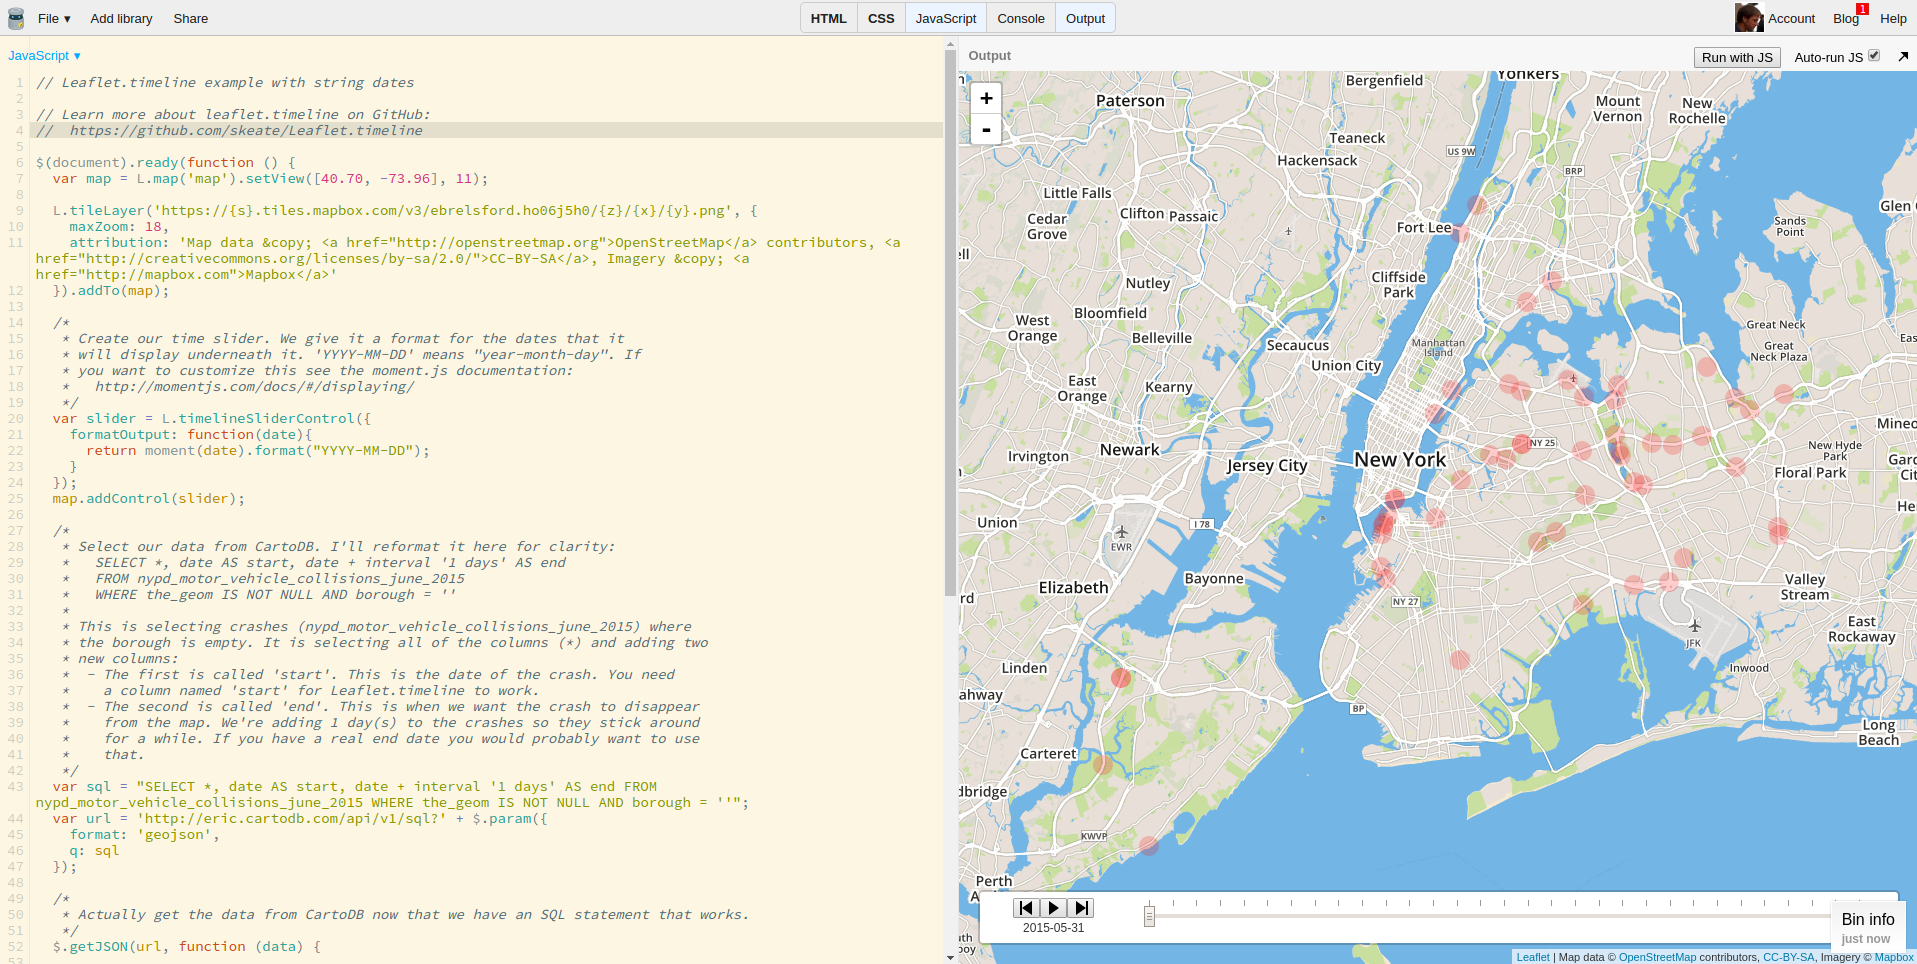 File ▾ Add library Share HTML CSS JavaScript Console Output Account Blog 1 Help
JavaScript ▾
1 // Leaflet.timeline example with string dates
2
3 // Learn more about leaflet.timeline on GitHub:
4 //  https://github.com/skeate/Leaflet.timeline
5
6 $(document).ready(function () {
7   var map = L.map('map').setView([40.70, -73.96], 11);
8
9   L.tileLayer('https://{s}.tiles.mapbox.com/v3/ebrelsford.ho06j5h0/{z}/{x}/{y}.png', {
10     maxZoom: 18,
11     attribution: 'Map data &copy; <a href="http://openstreetmap.org">OpenStreetMap</a> contributors, <a
href="http://creativecommons.org/licenses/by-sa/2.0/">CC-BY-SA</a>, Imagery &copy; <a
href="http://mapbox.com">Mapbox</a>'
12   }).addTo(map);
13
14   /*
15    * Create our time slider. We give it a format for the dates that it
16    * will display underneath it. 'YYYY-MM-DD' means "year-month-day". If
17    * you want to customize this see the moment.js documentation:
18    *   http://momentjs.com/docs/#/displaying/
19    */
20   var slider = L.timelineSliderControl({
21     formatOutput: function(date){
22       return moment(date).format("YYYY-MM-DD");
23     }
24   });
25   map.addControl(slider);
26
27   /*
28    * Select our data from CartoDB. I'll reformat it here for clarity:
29    *   SELECT *, date AS start, date + interval '1 days' AS end
30    *   FROM nypd_motor_vehicle_collisions_june_2015
31    *   WHERE the_geom IS NOT NULL AND borough = ''
32    *
33    * This is selecting crashes (nypd_motor_vehicle_collisions_june_2015) where
34    * the borough is empty. It is selecting all of the columns (*) and adding two
35    * new columns:
36    *  - The first is called 'start'. This is the date of the crash. You need
37    *    a column named 'start' for Leaflet.timeline to work.
38    *  - The second is called 'end'. This is when we want the crash to disappear
39    *    from the map. We're adding 1 day(s) to the crashes so they stick around
40    *    for a while. If you have a real end date you would probably want to use
41    *    that.
42    */
43   var sql = "SELECT *, date AS start, date + interval '1 days' AS end FROM
nypd_motor_vehicle_collisions_june_2015 WHERE the_geom IS NOT NULL AND borough = ''";
44   var url = 'http://eric.cartodb.com/api/v1/sql?' + $.param({
45     format: 'geojson',
46     q: sql
47   });
48
49   /*
50    * Actually get the data from CartoDB now that we have an SQL statement that works.
51    */
52   $.getJSON(url, function (data) {
53
Output Run with JS Auto-run JS
+
-
Bergenfield
Yonkers
Paterson
Mount
Vernon
New
Rochelle
Teaneck
US 9W
Hackensack
BRP
Little Falls
Cedar
Grove
Clifton
Passaic
Fort Lee
Sands
Point
Glen
ell
Cliffside
Park
Nutley
Bloomfield
West
Orange
Belleville
Secaucus
Manhattan
Island
Great Neck
Great
Neck Plaza
Eas
Union City
East
Orange
Kearny
Newark
Irvington
Jersey City
New York
NY 25
Mineo
New Hyde
Park
Floral Park
Gard
Cit
He
Union
I 78
EWR
Elizabeth
Bayonne
rd
NY 27
Valley
Stream
East
Rockaway
JFK
Inwood
Linden
ahway
BP
Long
Beach
Carteret
dbridge
KWVP
Perth
A
uth
boy
2015-05-31
Bin info
just now
Leaflet | Map data © OpenStreetMap contributors, CC-BY-SA, Imagery © Mapbox